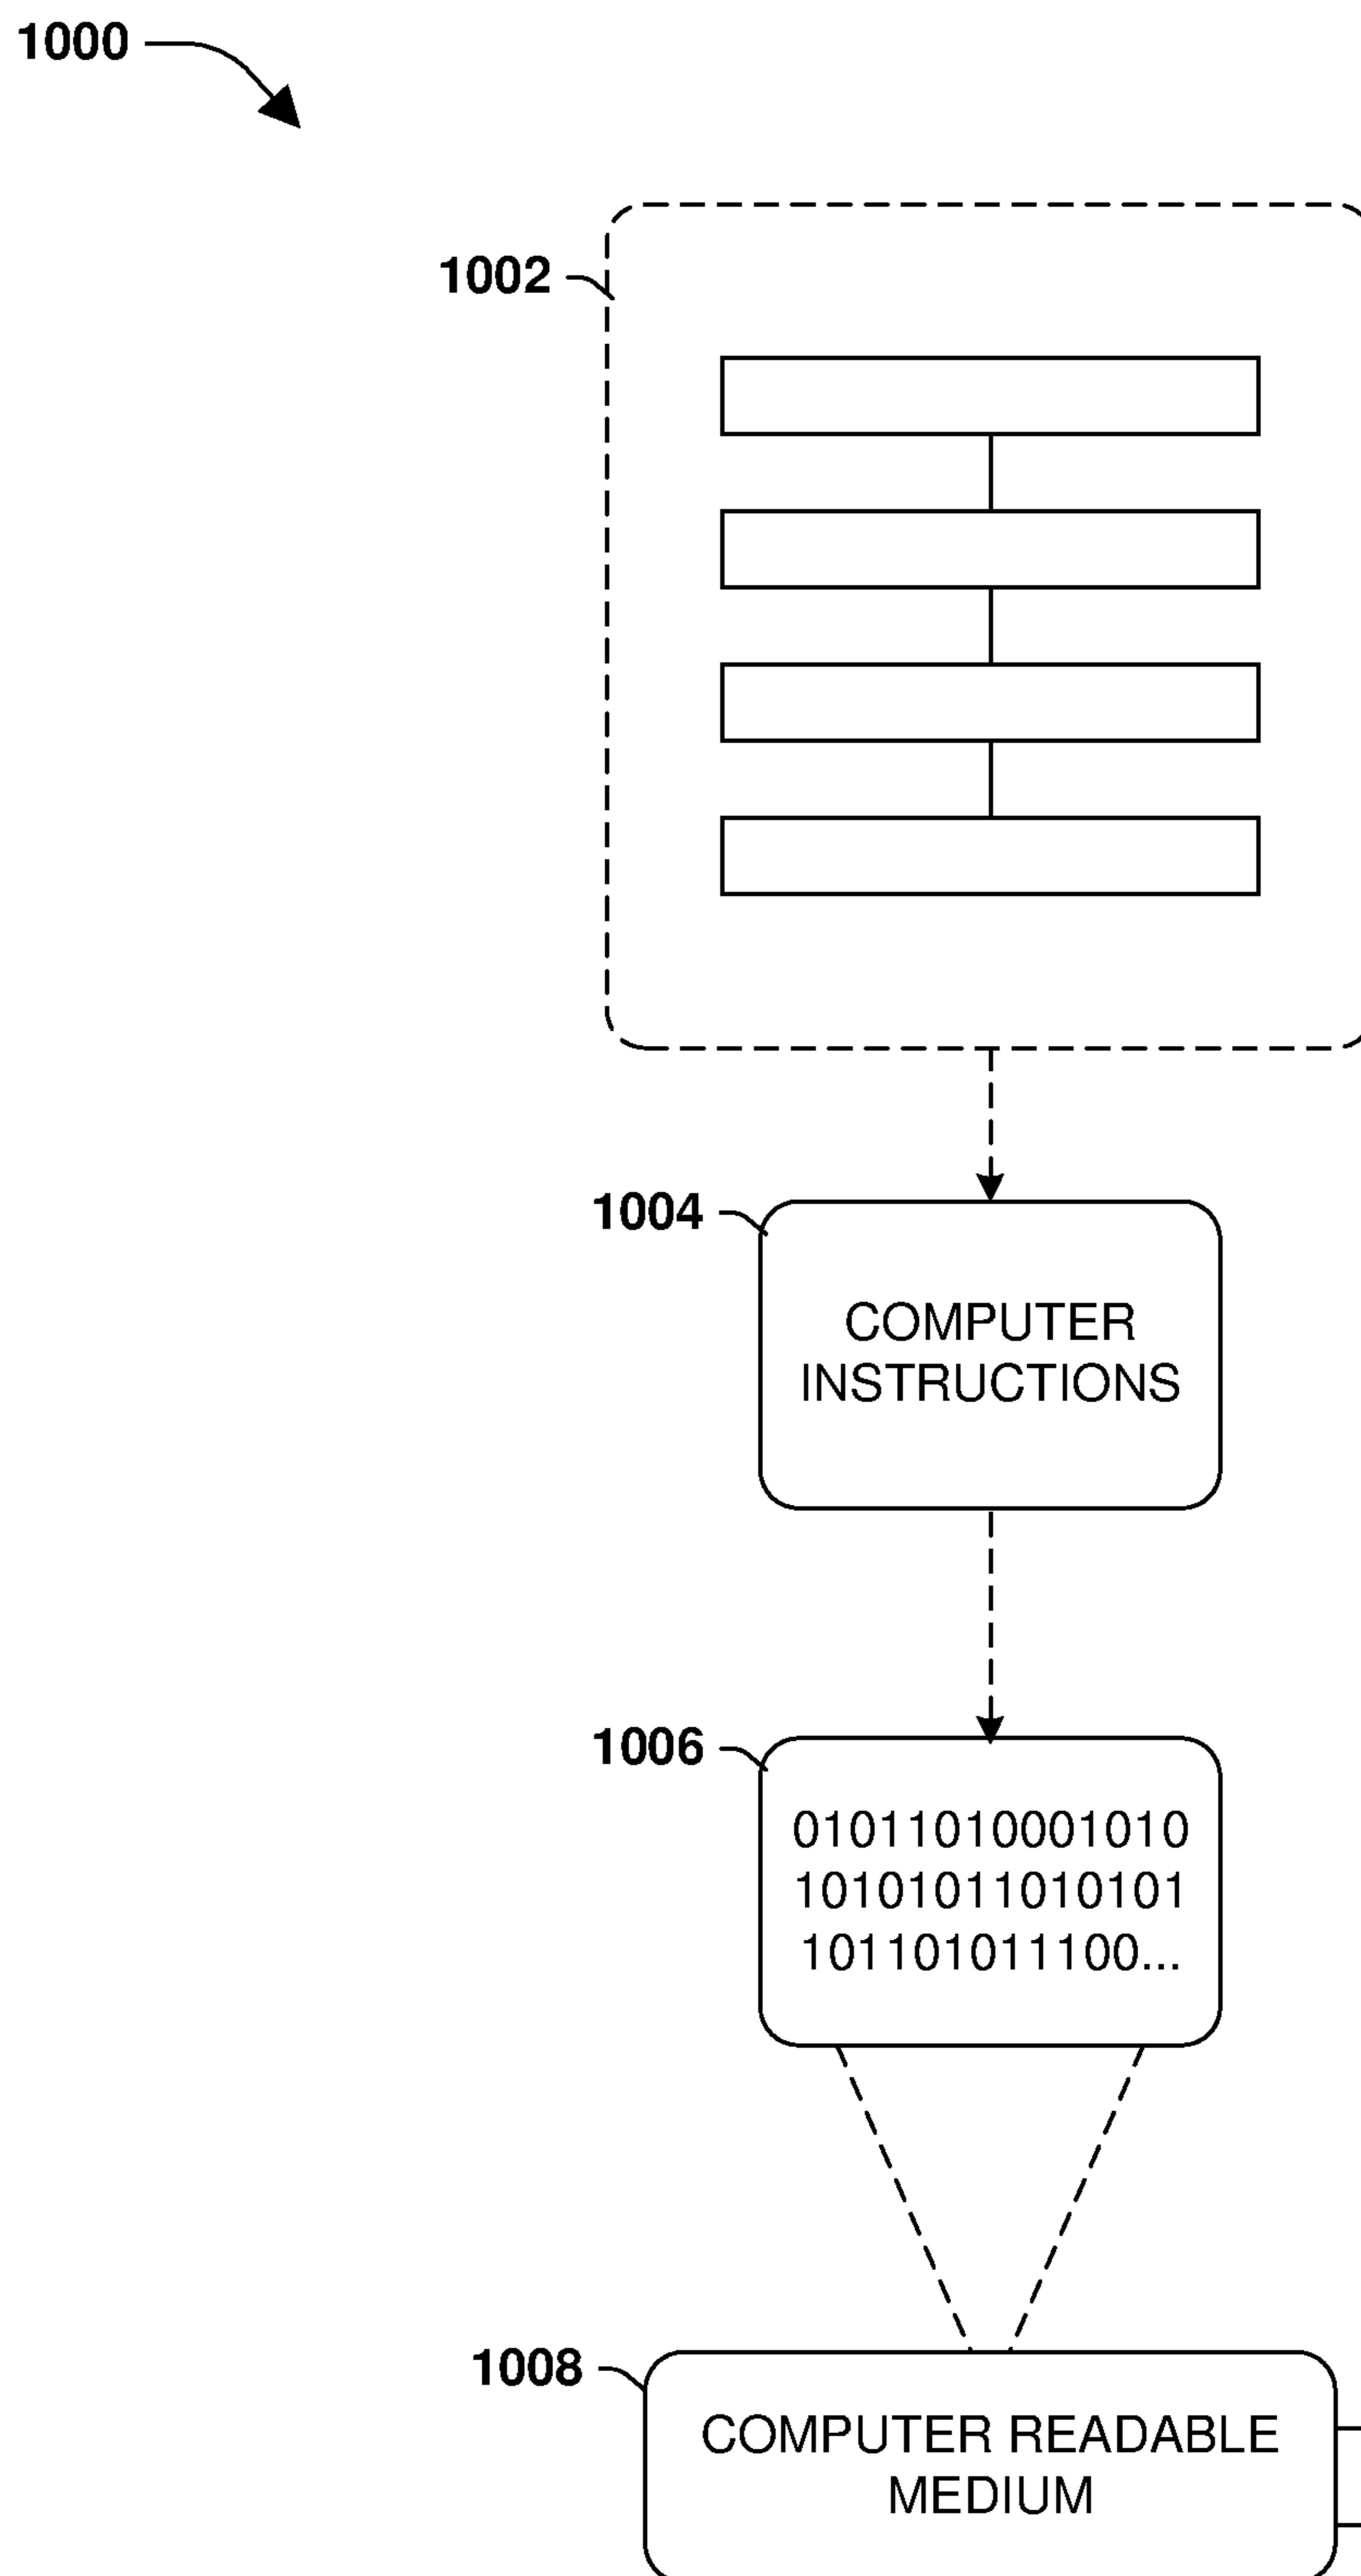 1000
1002
1004
COMPUTER
INSTRUCTIONS
1006
01011010001010
10101011010101
101101011100...
1008
COMPUTER READABLE
MEDIUM